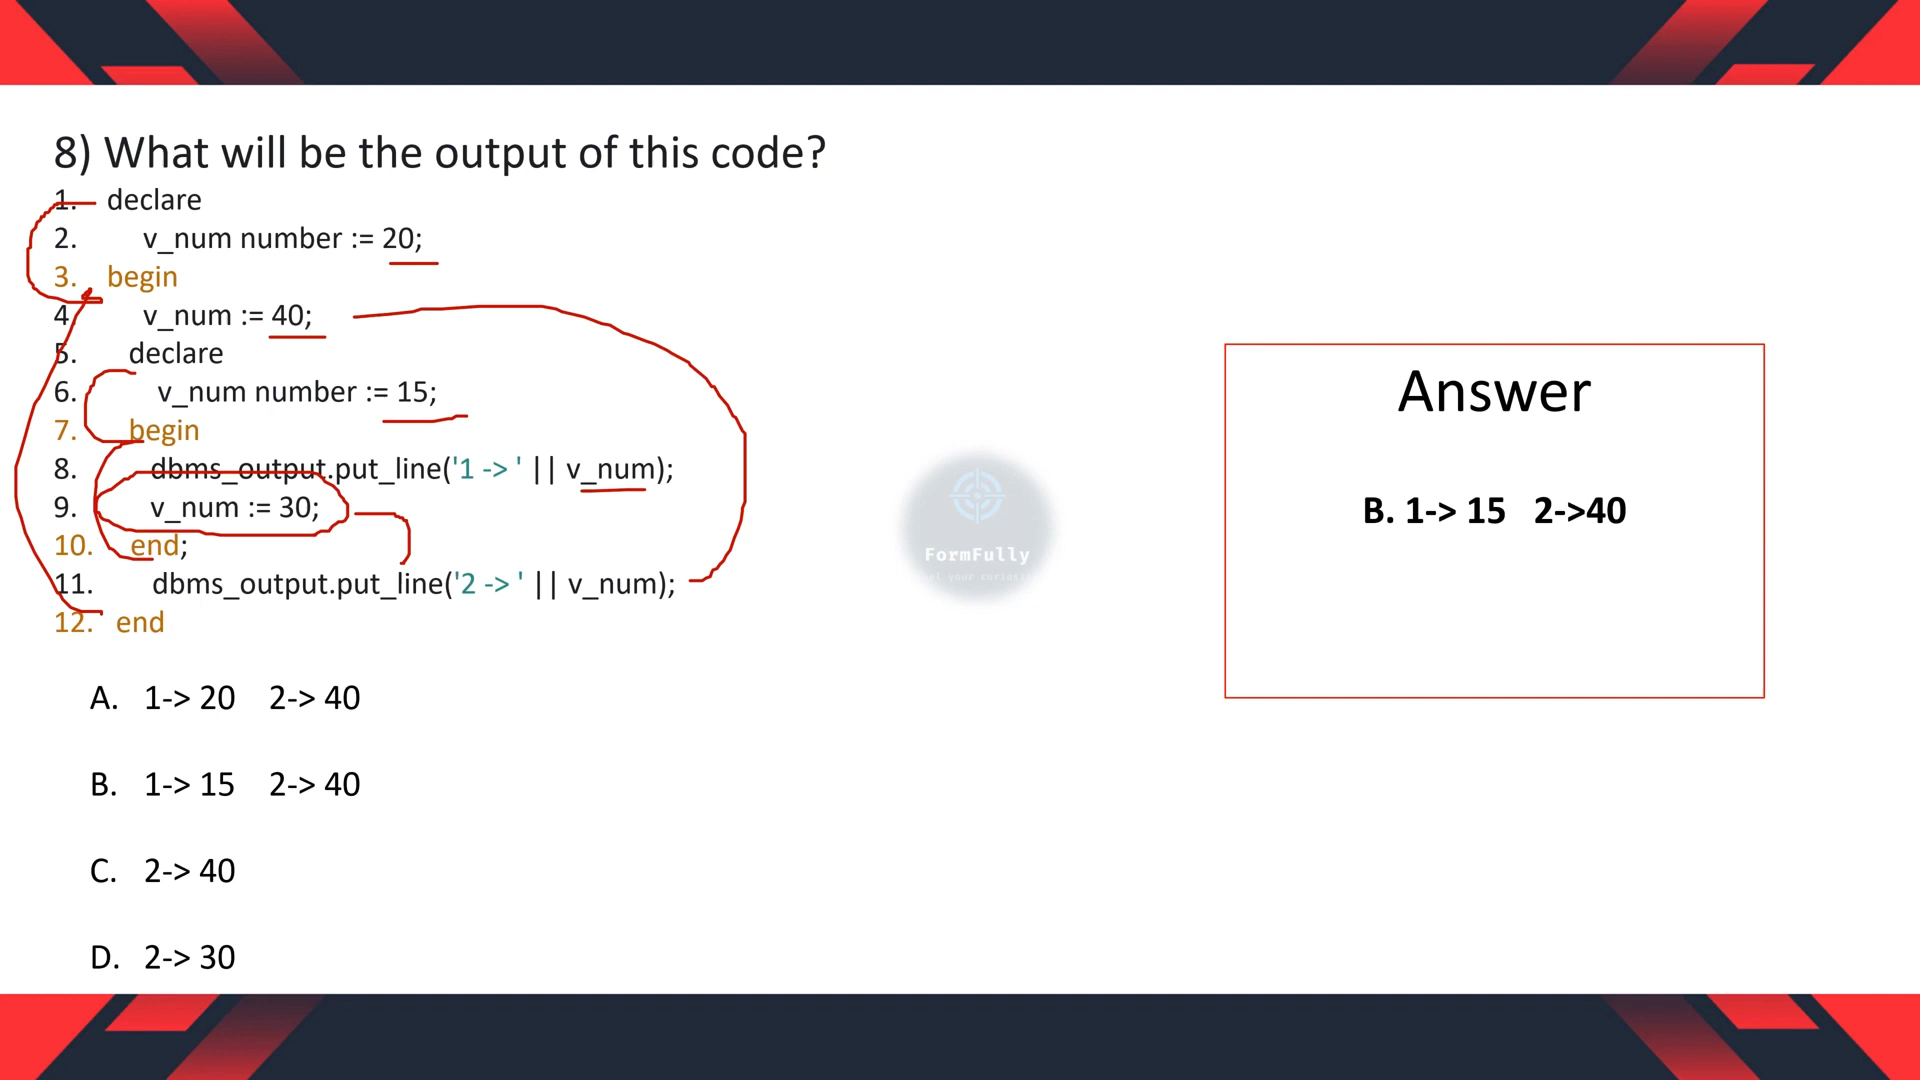 8) What will be the output of this code?
1. declare
2. v_num number := 20;
3. begin
4 v_num := 40;
5. declare
6. v_num number := 15;
7. begin
8. dbms_output.put_line('1 -> ' || v_num);
9. v_num := 30;
10. end;
11. dbms_output.put_line('2 -> ' || v_num);
12. end
A. 1-> 20 2-> 40
B. 1-> 15 2-> 40
C. 2-> 40
D. 2-> 30
Answer
B. 1-> 15 2->40
FormFully